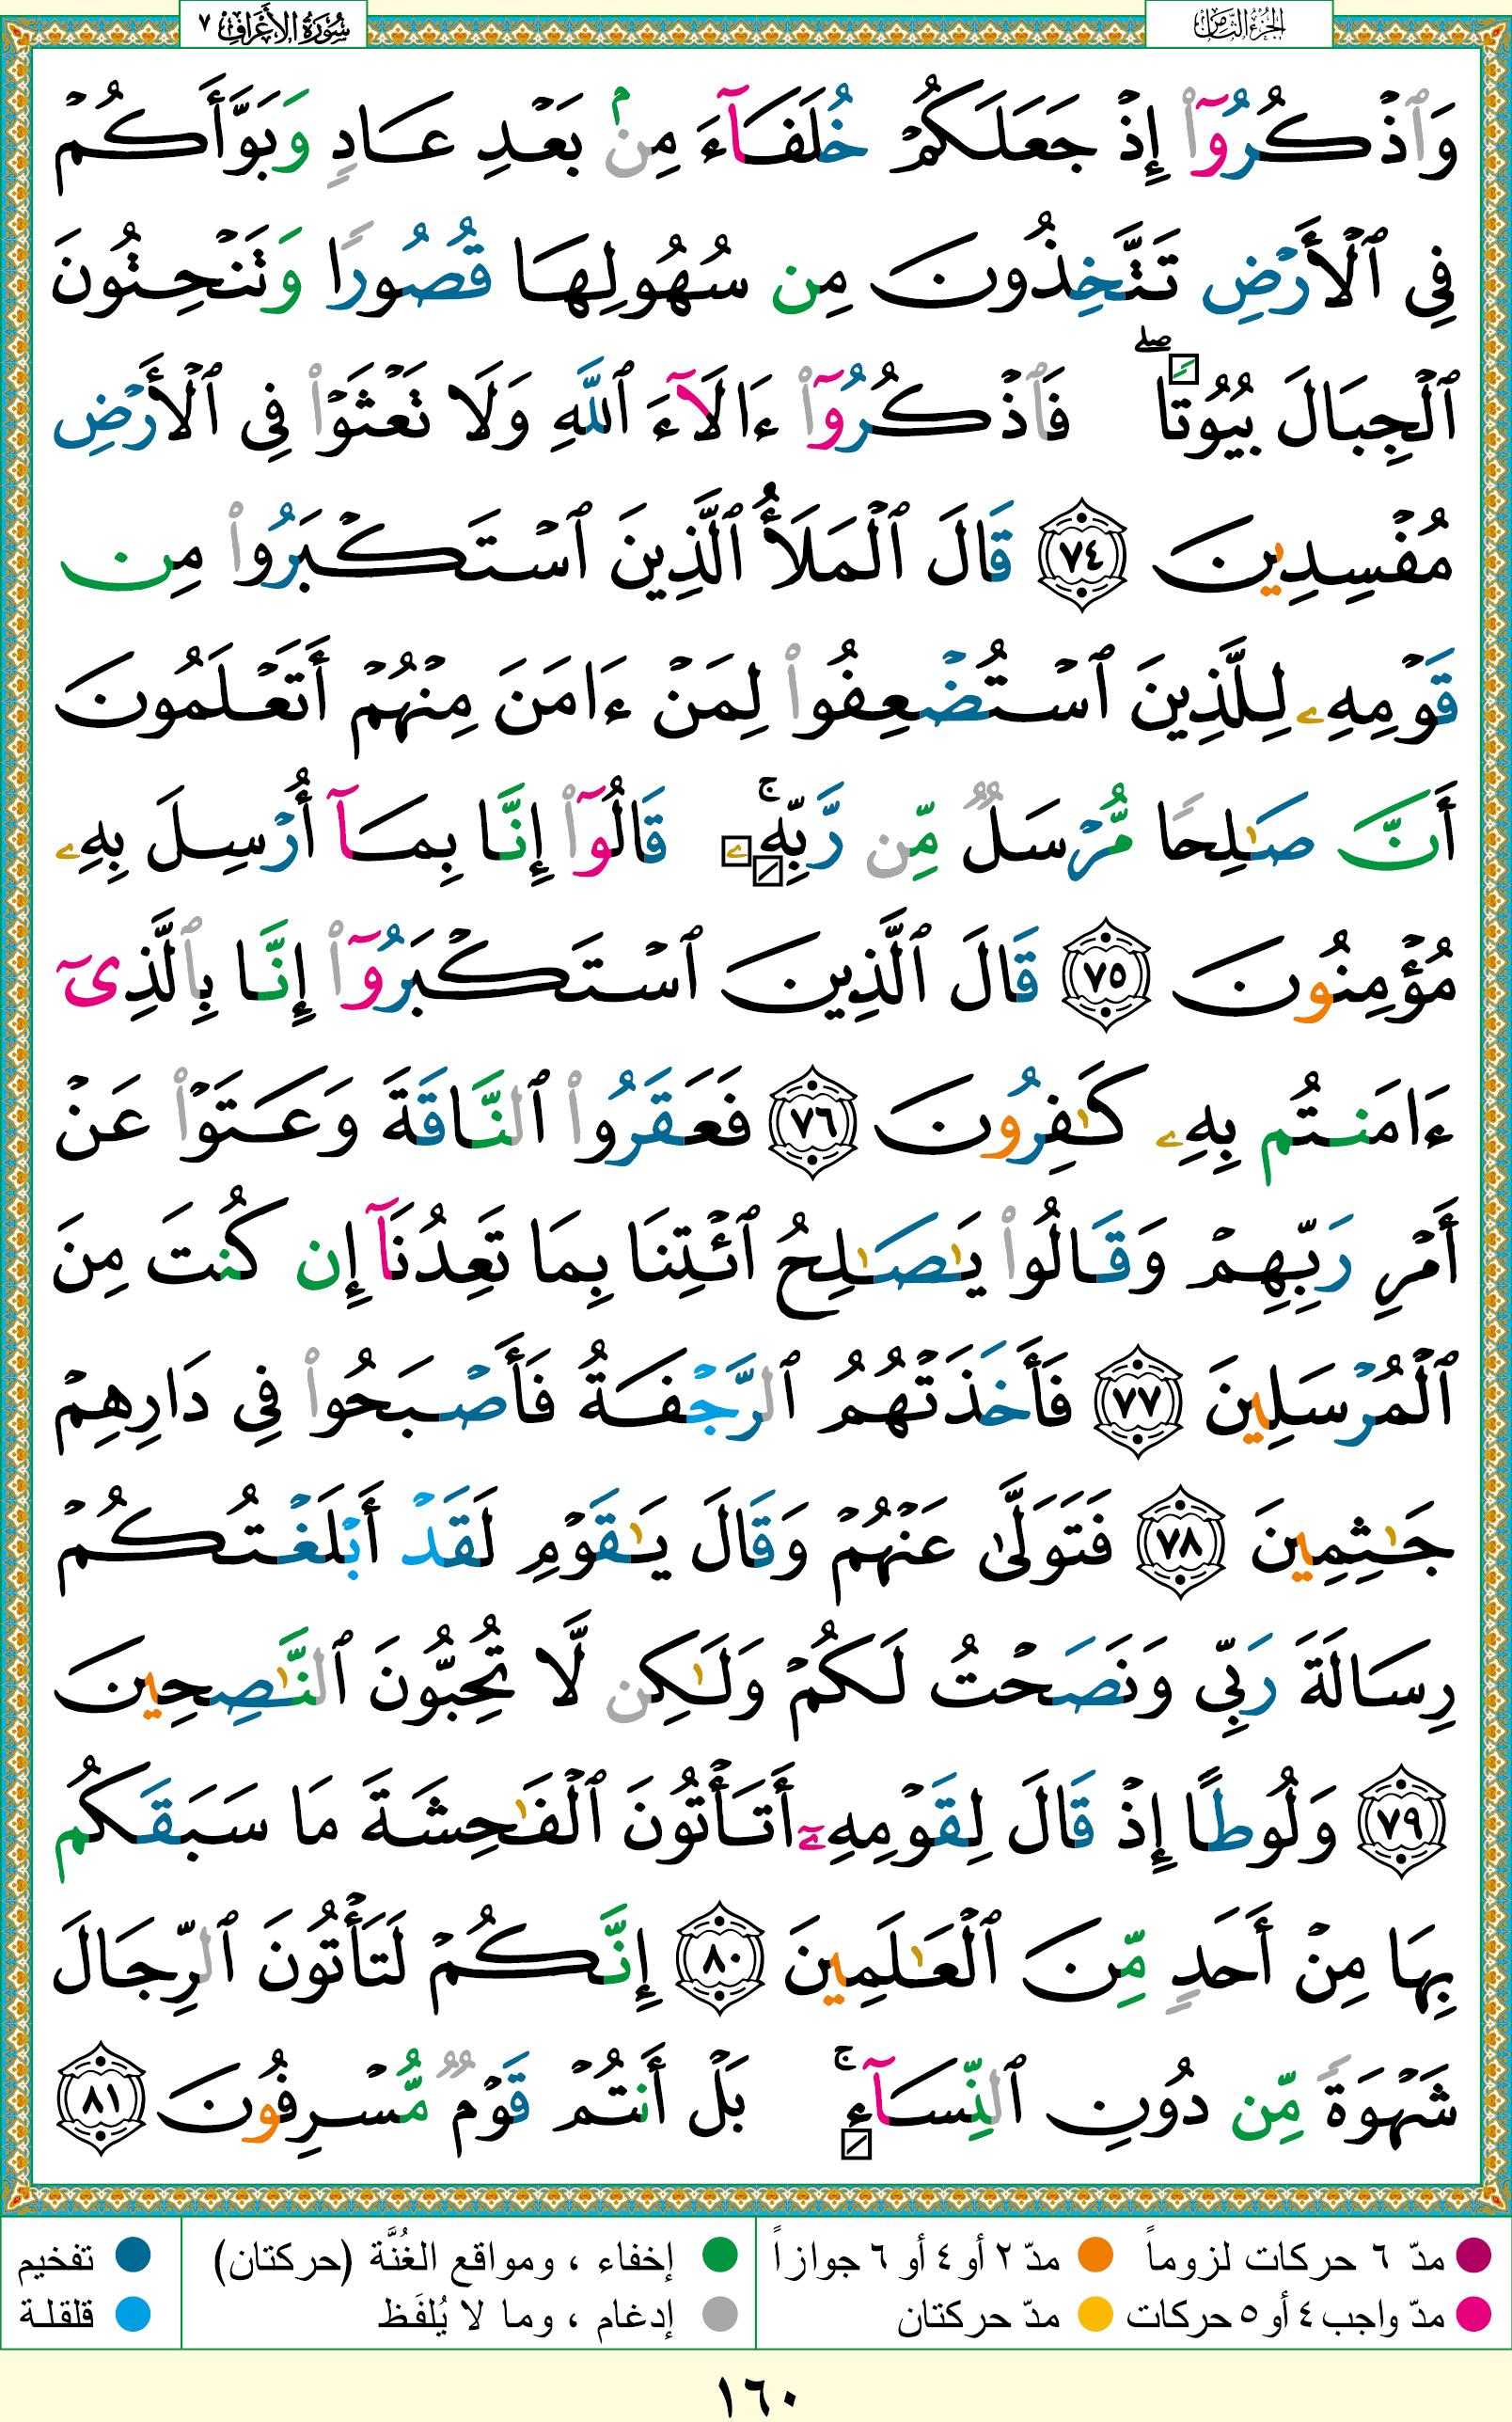 الجزء الثامن
سُورَةُ الأَعۡرَافِ ٧
وَٱذۡكُرُوٓا۟ إِذۡ جَعَلَكُمۡ خُلَفَآءَ مِنۢ بَعۡدِ عَادٍ وَبَوَّأَكُمۡ
فِى ٱلۡأَرۡضِ تَتَّخِذُونَ مِن سُهُولِهَا قُصُورًا وَتَنۡحِتُونَ
ٱلۡجِبَالَ بُيُوتًا ۖ فَٱذۡكُرُوٓا۟ ءَالَآءَ ٱللَّهِ وَلَا تَعۡثَوۡا۟ فِى ٱلۡأَرۡضِ
مُفۡسِدِينَ ٧٤ قَالَ ٱلۡمَلَأُ ٱلَّذِينَ ٱسۡتَكۡبَرُوا۟ مِن
قَوۡمِهِۦ لِلَّذِينَ ٱسۡتُضۡعِفُوا۟ لِمَنۡ ءَامَنَ مِنۡهُمۡ أَتَعۡلَمُونَ
أَنَّ صَـٰلِحًا مُّرۡسَلٌ مِّن رَّبِّهِۦ ۚ قَالُوٓا۟ إِنَّا بِمَآ أُرۡسِلَ بِهِۦ
مُؤۡمِنُونَ ٧٥ قَالَ ٱلَّذِينَ ٱسۡتَكۡبَرُوٓا۟ إِنَّا بِٱلَّذِىٓ
ءَامَنتُم بِهِۦ كَـٰفِرُونَ ٧٦ فَعَقَرُوا۟ ٱلنَّاقَةَ وَعَتَوۡا۟ عَنۡ
أَمۡرِ رَبِّهِمۡ وَقَالُوا۟ يَـٰصَـٰلِحُ ٱئۡتِنَا بِمَا تَعِدُنَآ إِن كُنتَ مِنَ
ٱلۡمُرۡسَلِينَ ٧٧ فَأَخَذَتۡهُمُ ٱلرَّجۡفَةُ فَأَصۡبَحُوا۟ فِى دَارِهِمۡ
جَـٰثِمِينَ ٧٨ فَتَوَلَّىٰ عَنۡهُمۡ وَقَالَ يَـٰقَوۡمِ لَقَدۡ أَبۡلَغۡتُكُمۡ
رِسَالَةَ رَبِّى وَنَصَحۡتُ لَكُمۡ وَلَـٰكِن لَّا تُحِبُّونَ ٱلنَّـٰصِحِينَ
٧٩ وَلُوطًا إِذۡ قَالَ لِقَوۡمِهِۦٓ أَتَأۡتُونَ ٱلۡفَـٰحِشَةَ مَا سَبَقَكُم
بِهَا مِنۡ أَحَدٍ مِّنَ ٱلۡعَـٰلَمِينَ ٨٠ إِنَّكُمۡ لَتَأۡتُونَ ٱلرِّجَالَ
شَهۡوَةً مِّن دُونِ ٱلنِّسَآءِ ۚ بَلۡ أَنتُمۡ قَوۡمٌ مُّسۡرِفُونَ ٨١
مدّ ٦ حركات لزوماً مدّ ٢ أو ٤ أو ٦ جوازاً إخفاء ، ومواقع الغُنَّة (حركتان) تفخيم
مدّ واجب ٤ أو ٥ حركات مدّ حركتان إدغام ، وما لا يُلفَظ قلقلة
١٦٠